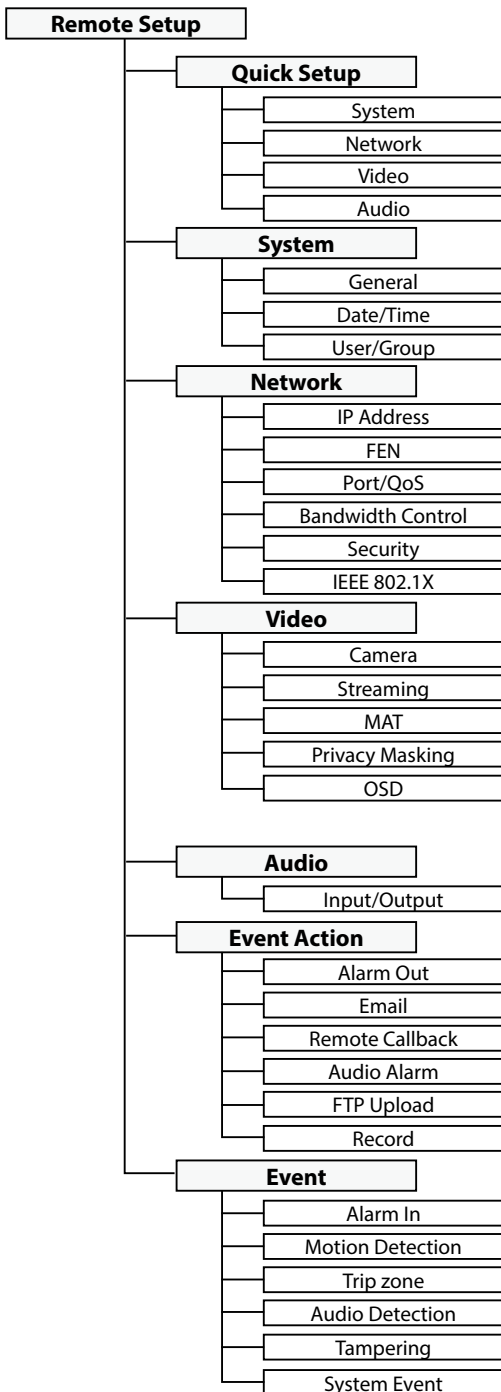 Remote Setup
Quick Setup
System
Network
Video
Audio
System
General
Date/Time
User/Group
Network
IP Address
FEN
Port/QoS
Bandwidth Control
Security
IEEE 802.1X
Video
Camera
Streaming
MAT
Privacy Masking
OSD
Audio
Input/Output
Event Action
Alarm Out
Email
Remote Callback
Audio Alarm
FTP Upload
Record
Event
Alarm In
Motion Detection
Trip zone
Audio Detection
Tampering
System Event